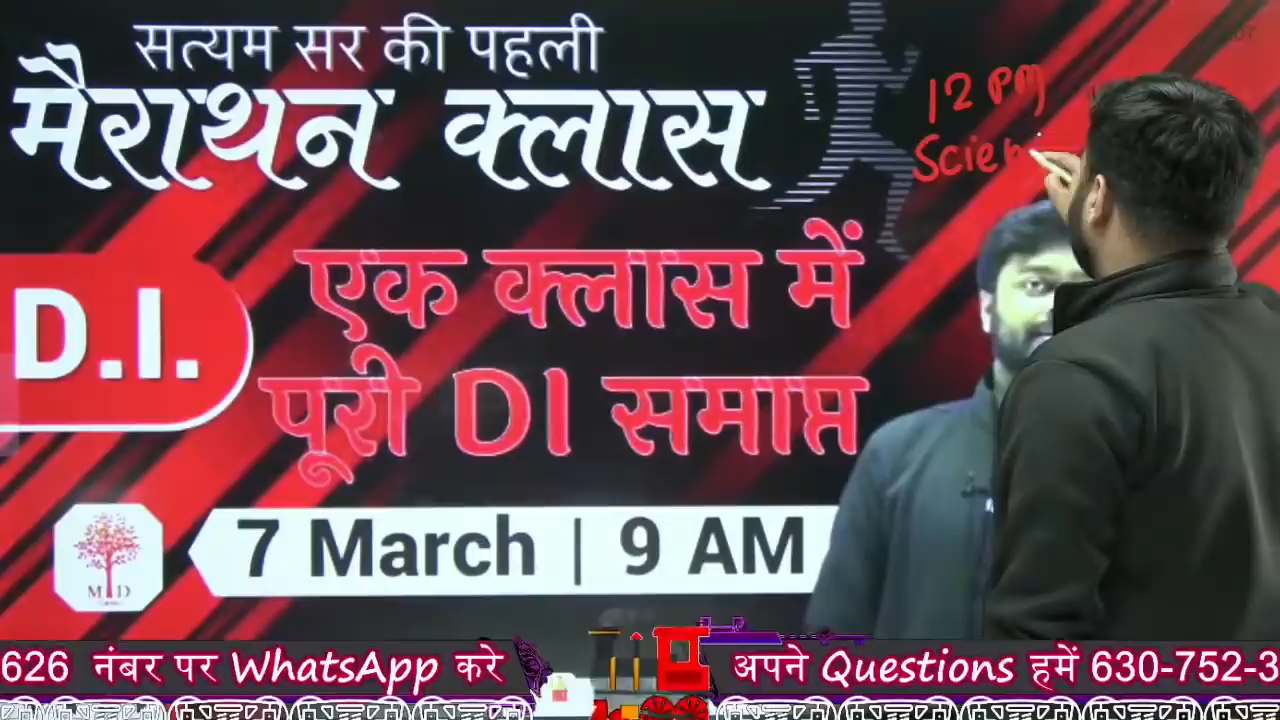 सत्यम सर की पहली
मैराथन क्लास
12 PM
Scien
D.I.
एक क्लास में
पूरी DI समाप्त
7 March | 9 AM
626 नंबर पर WhatsApp करे
अपने Questions हमें 630-752-3